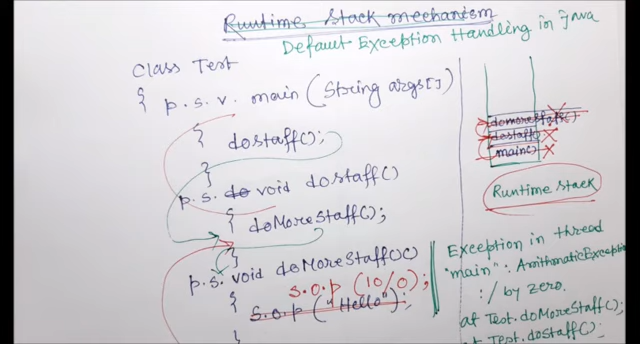 Runtime Stack mechanism
Default Exception Handling in Java
Class Test
{ p.s.v. main (String args[])
{ dostaff();
}
p.s. do void dostaff()
{ doMoreStaff();
}
p.s. void doMoreStaff()
s.o.p (10/0);
{ s.o.p ("Hello");
}
domorestaff()
dostaff()
main()
Runtime Stack
Exception in thread
"main": ArithmaticException
:/ by zero.
at Test.doMoreStaff();
at Test.dostaff();